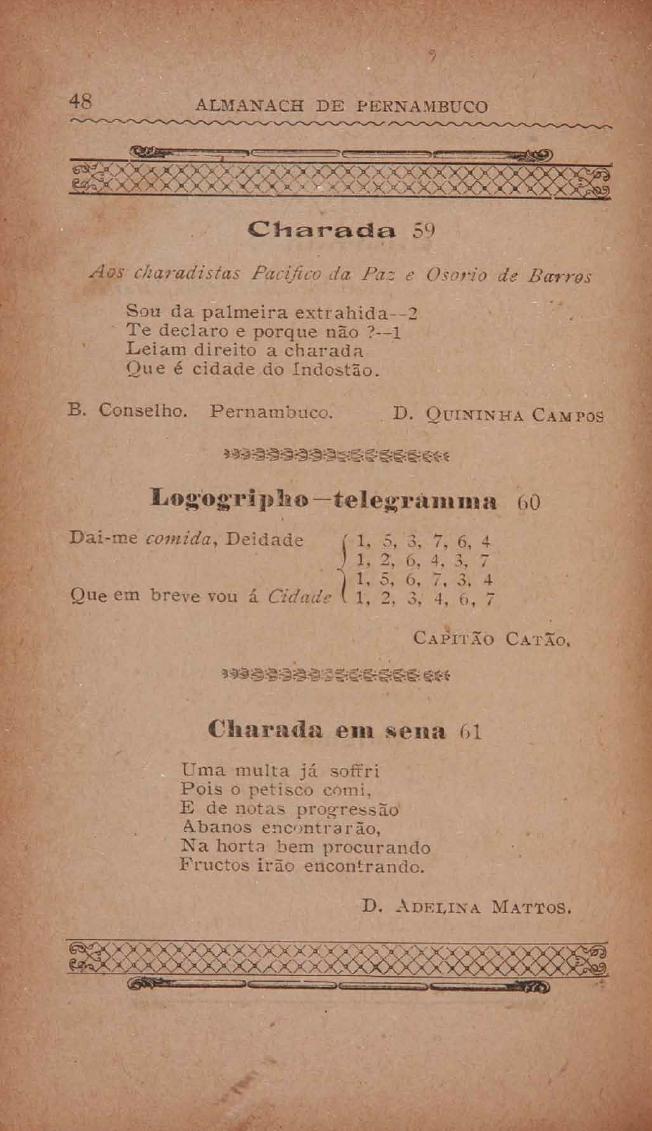 48 ALMANACH DE PERNAMBUCO
Charada 59
Aos charadistas Pacifico da Paz e Osorio de Barros
Sou da palmeira extrahida--2
Te declaro e porque não ?--1
Leiam direito a charada
Que é cidade do Indostão.
B. Conselho. Pernambuco. D. QUININHA CAMPOS
Logogripho—telegramma 60
Dai-me comida, Deidade { 1, 5, 3, 7, 6, 4
1, 2, 6, 4, 3, 7
1, 5, 6, 7, 3, 4
Que em breve vou á Cidade 1, 2, 3, 4, 6, 7
CAPITÃO CATÃO.
Charada em sena 61
Uma multa já soffri
Pois o petisco comi,
E de notas progressão
Abanos encontrarão,
Na horta bem procurando
Fructos irão encontrando.
D. ADELINA MATTOS.